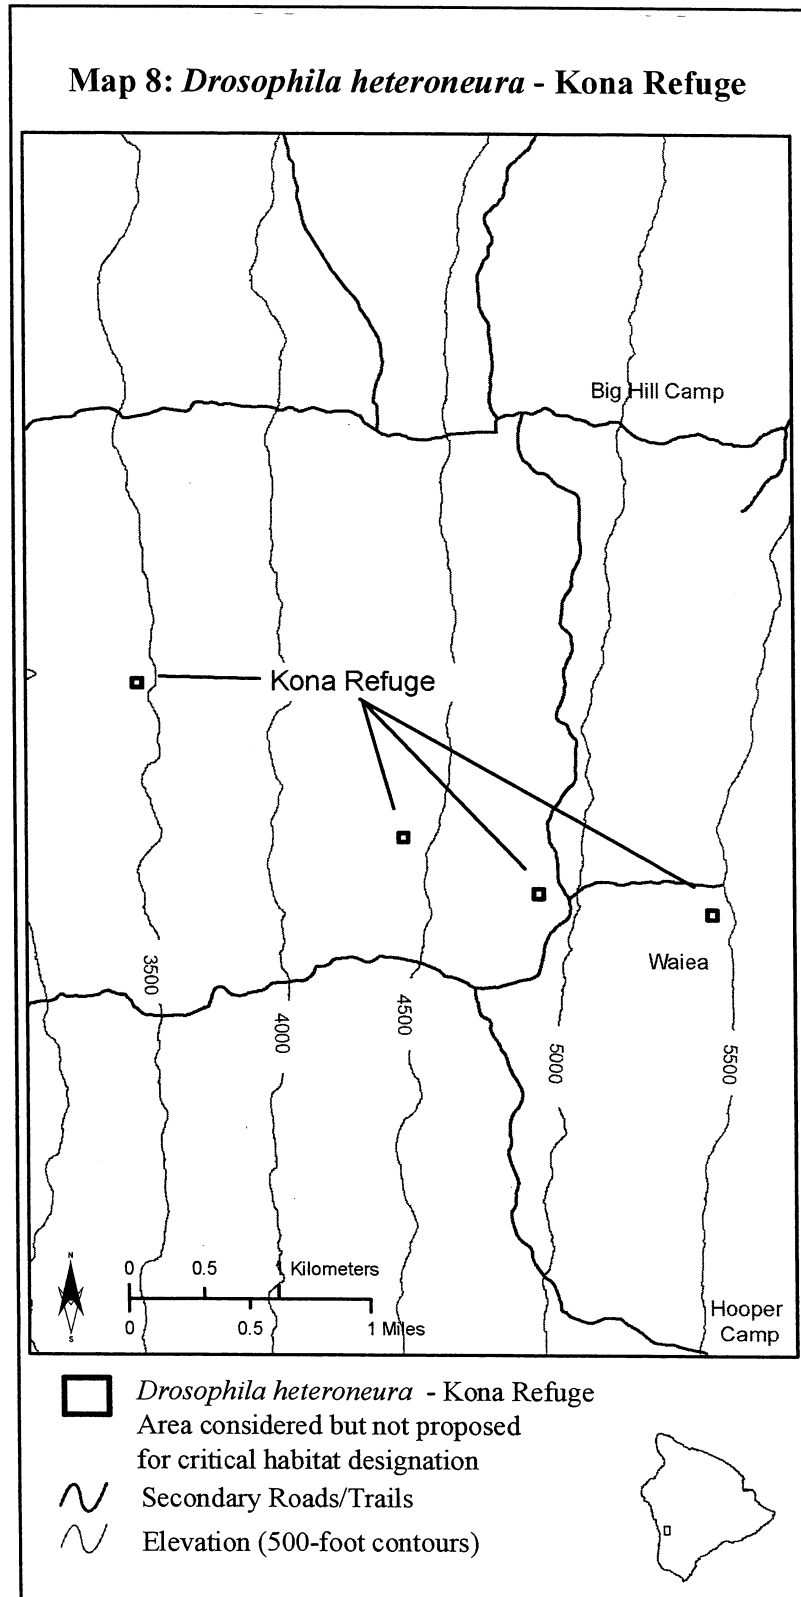 Map 8: Drosophila heteroneura - Kona Refuge
Big Hill Camp
Kona Refuge
Waiea
3500
4000
4500
5000
5500
N
S
0 0.5 1 Kilometers
0 0.5 1 Miles
Hooper
Camp
Drosophila heteroneura - Kona Refuge
Area considered but not proposed
for critical habitat designation
Secondary Roads/Trails
Elevation (500-foot contours)